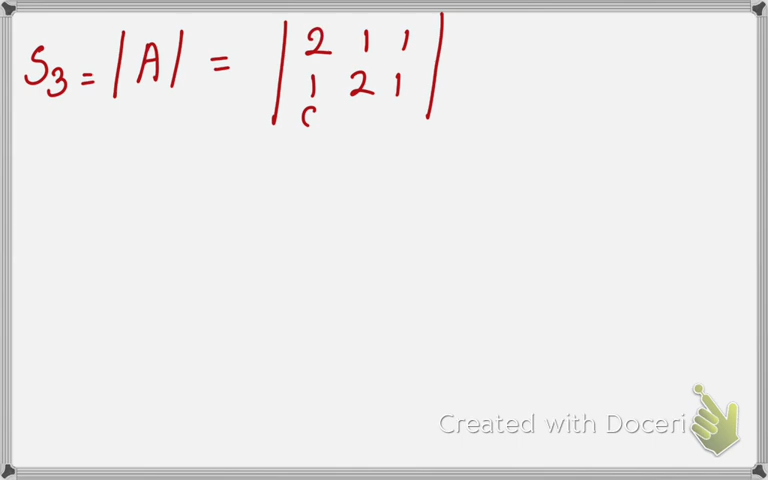 S₃ = |A| = | 2 1 1
1 2 1 |
Created with Doceri